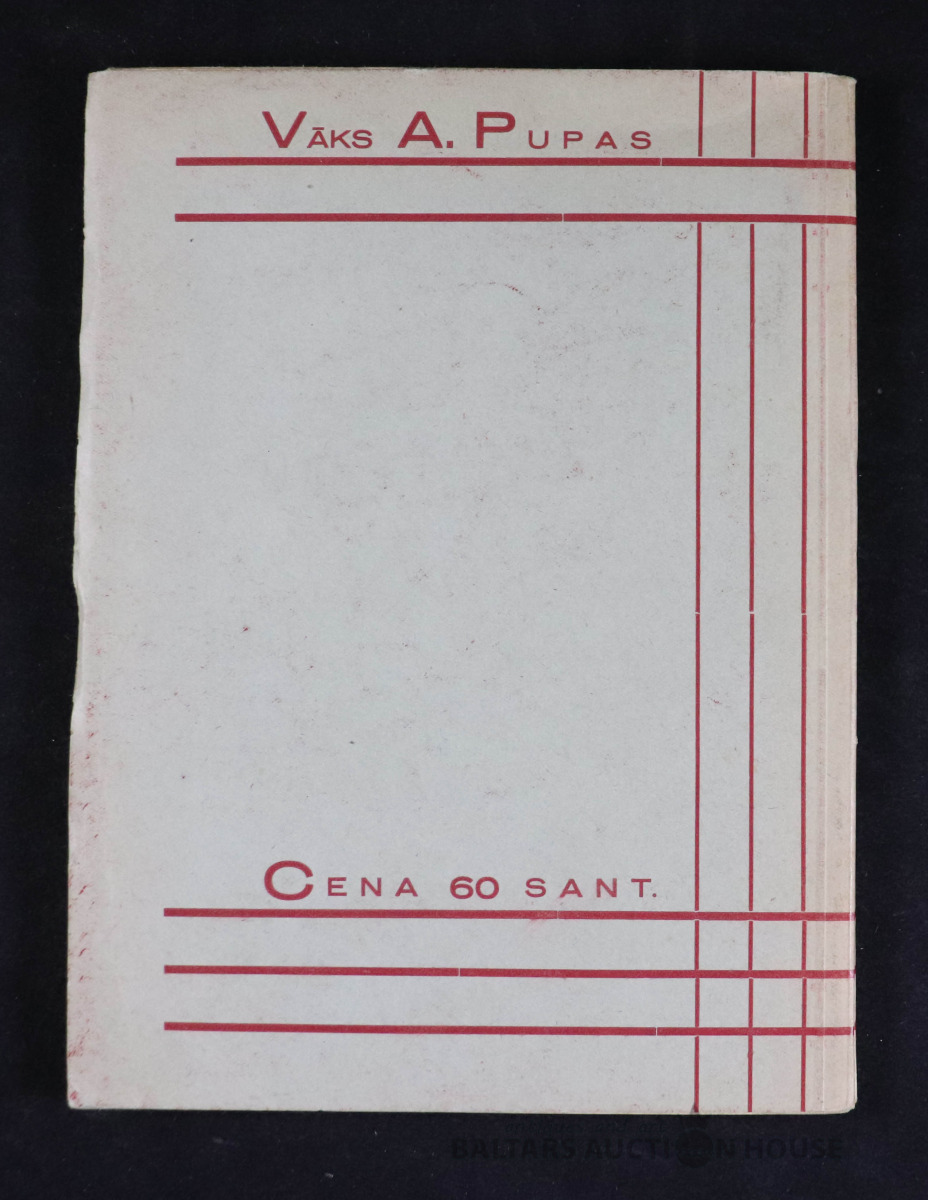 VĀKS A. PUPAS
CENA 60 SANT.
BALTARS AUCTION HOUSE